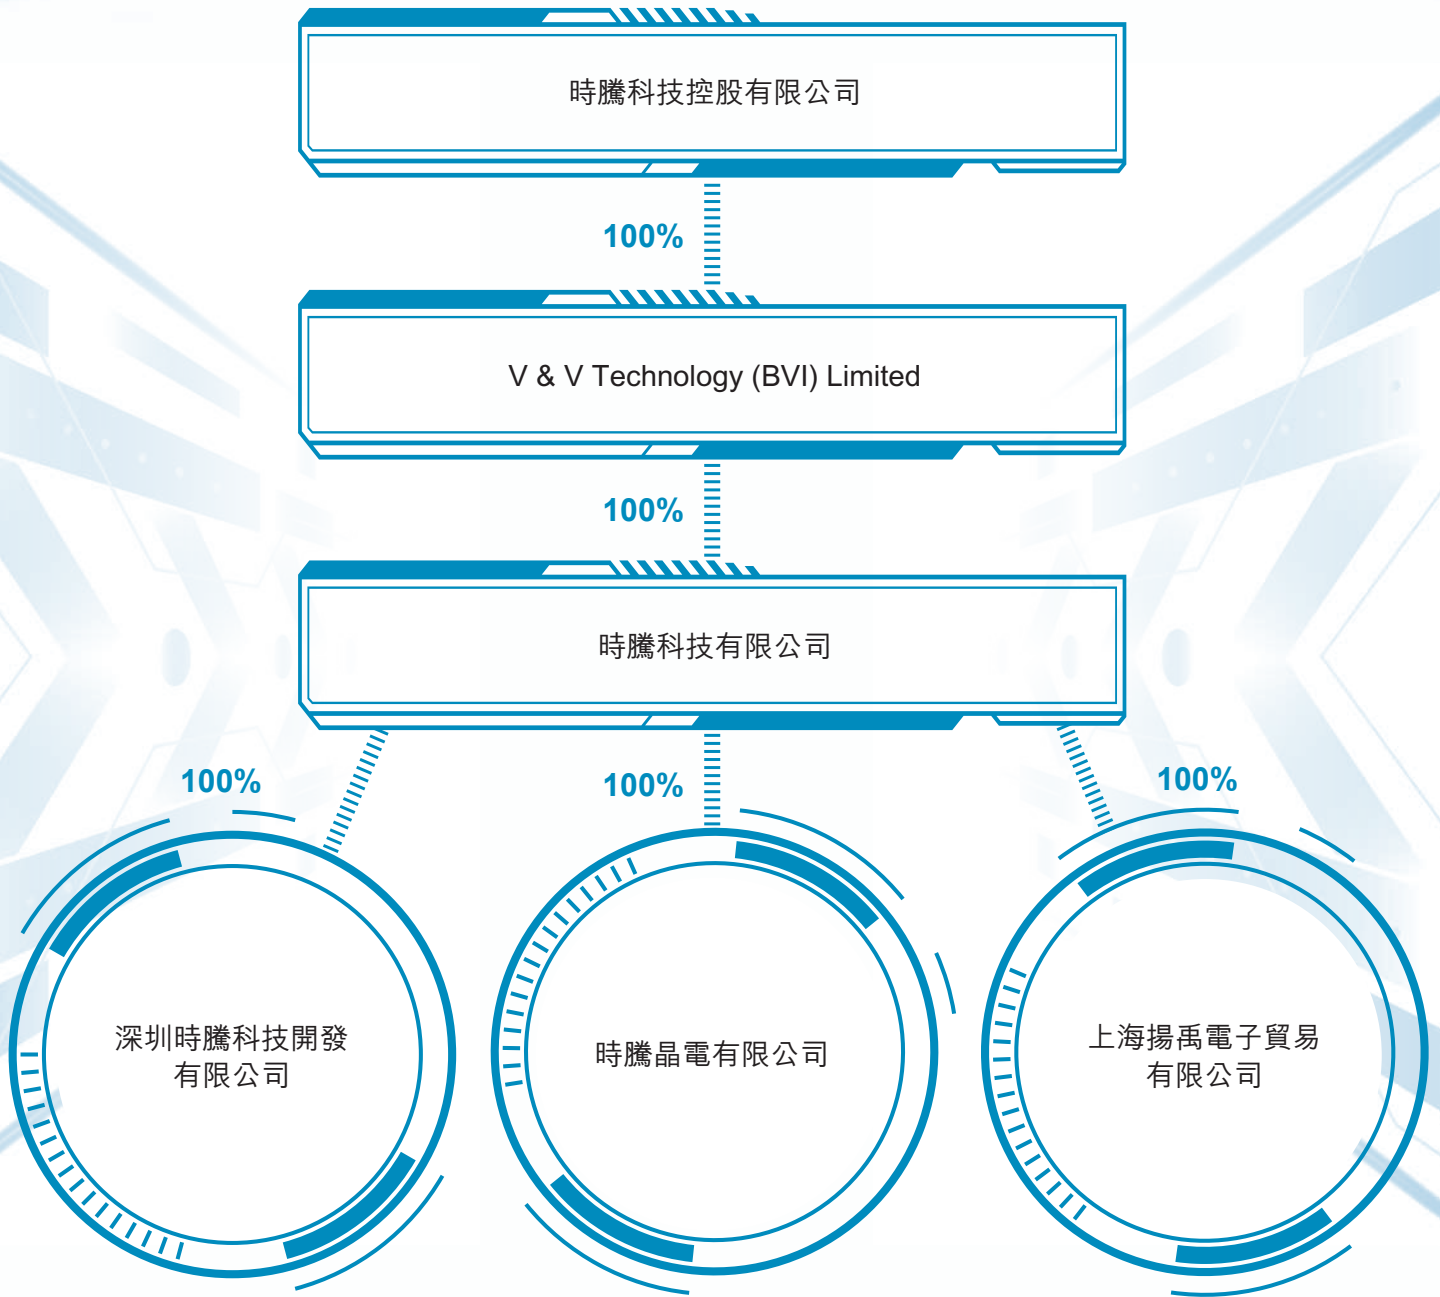 時騰科技控股有限公司
100%
V & V Technology (BVI) Limited
100%
時騰科技有限公司
100%
100%
100%
深圳時騰科技開發
有限公司
時騰晶電有限公司
上海揚禹電子貿易
有限公司